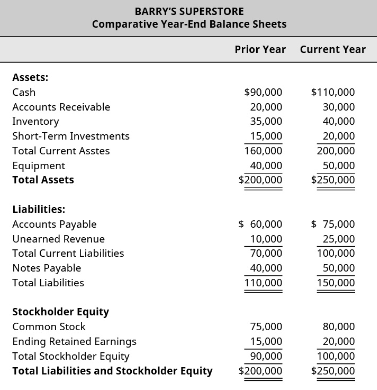 BARRY'S SUPERSTORE
Comparative Year-End Balance Sheets
Prior Year Current Year
Assets:
Cash $90,000 $110,000
Accounts Receivable 20,000 30,000
Inventory 35,000 40,000
Short-Term Investments 15,000 20,000
Total Current Asstes 160,000 200,000
Equipment 40,000 50,000
Total Assets $200,000 $250,000
Liabilities:
Accounts Payable $ 60,000 $ 75,000
Unearned Revenue 10,000 25,000
Total Current Liabilities 70,000 100,000
Notes Payable 40,000 50,000
Total Liabilities 110,000 150,000
Stockholder Equity
Common Stock 75,000 80,000
Ending Retained Earnings 15,000 20,000
Total Stockholder Equity 90,000 100,000
Total Liabilities and Stockholder Equity $200,000 $250,000